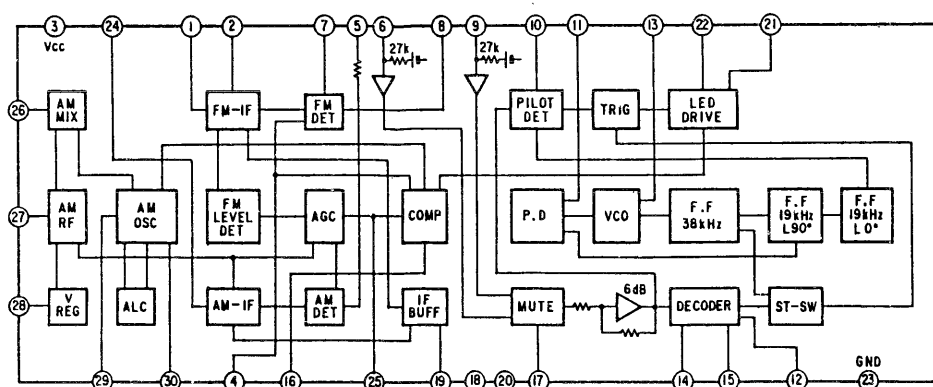 3 24 1 2 7 5 6 8 9 10 11 13 22 21
Vcc
27k 27k
26
AM MIX
FM-IF
FM DET
PILOT DET
TRIG
LED DRIVE
27
AM RF
AM OSC
FM LEVEL DET
AGC
COMP
P.D
VCO
F.F 38kHz
F.F 19kHz L90°
F.F 19kHz L0°
28
V REG
ALC
AM-IF
AM DET
IF BUFF
MUTE
6dB
DECODER
ST-SW
GND
29 30 4 16 25 19 18 20 17 14 15 12 23